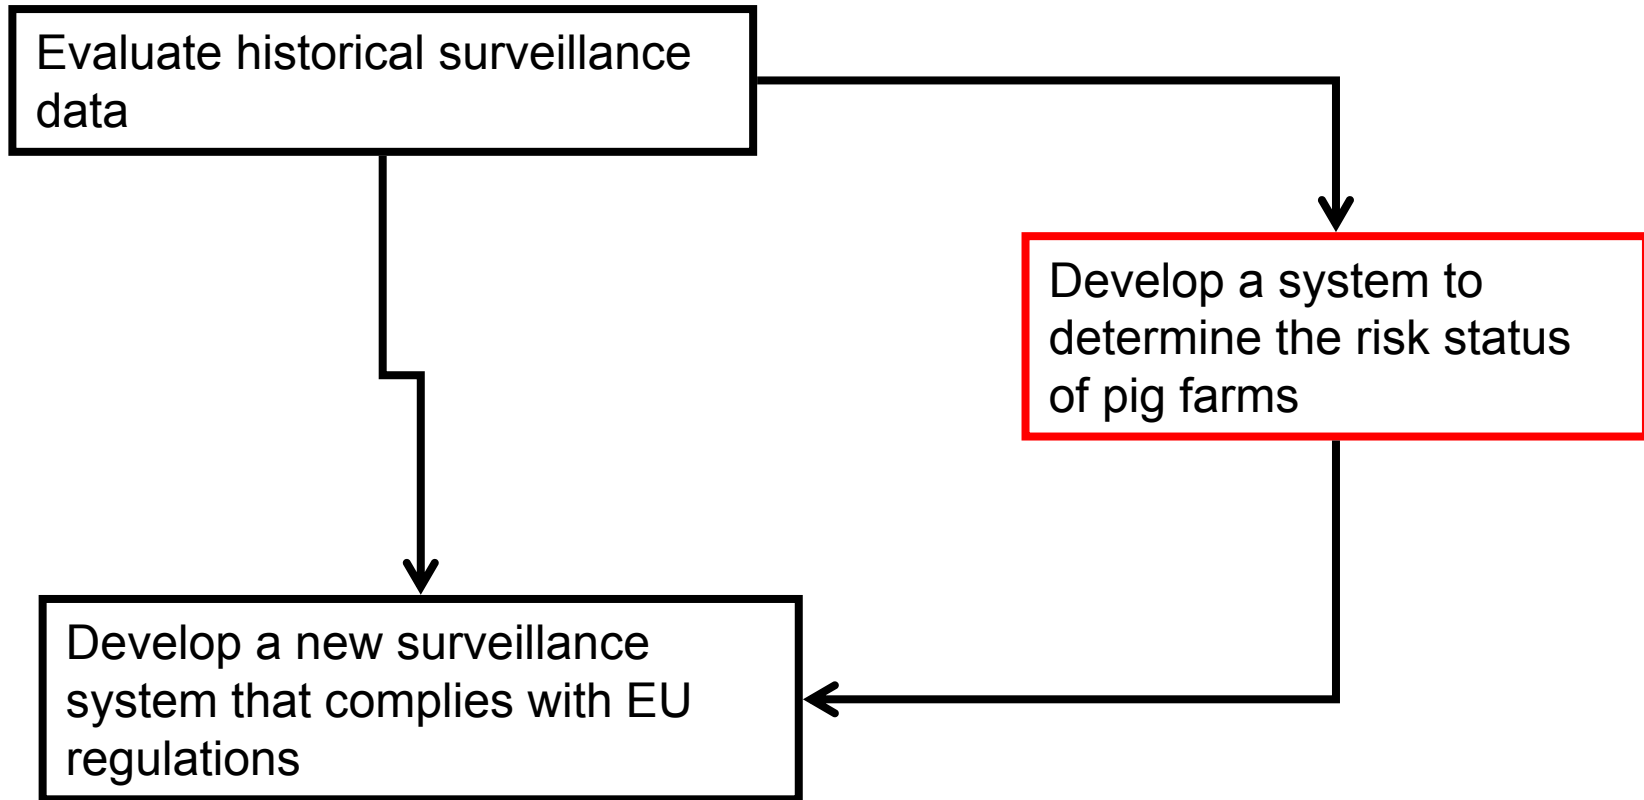 Evaluate historical surveillance
data
Develop a system to
determine the risk status
of pig farms
Develop a new surveillance
system that complies with EU
regulations